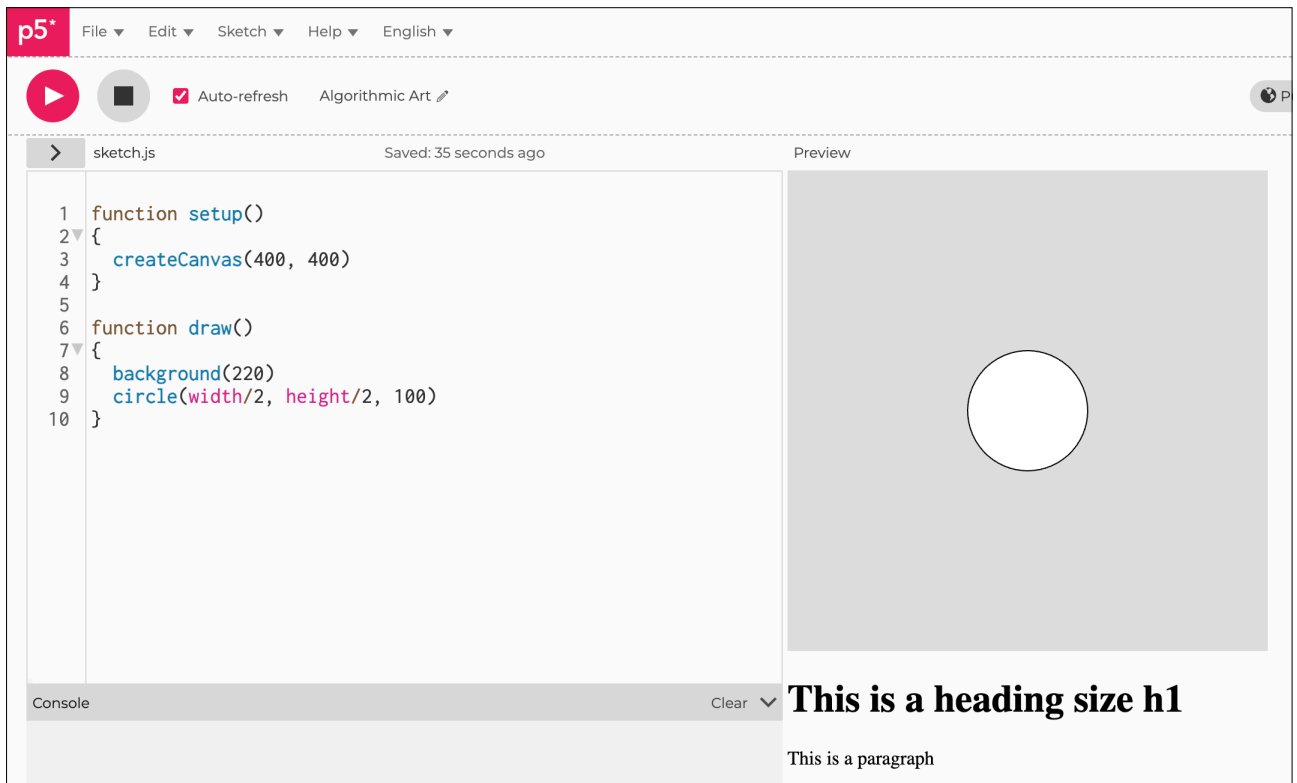 p5* File Edit Sketch Help English
Auto-refresh Algorithmic Art
sketch.js Saved: 35 seconds ago Preview
1 function setup()
2 {
3 createCanvas(400, 400)
4 }
5
6 function draw()
7 {
8 background(220)
9 circle(width/2, height/2, 100)
10 }
Console Clear
This is a heading size h1
This is a paragraph